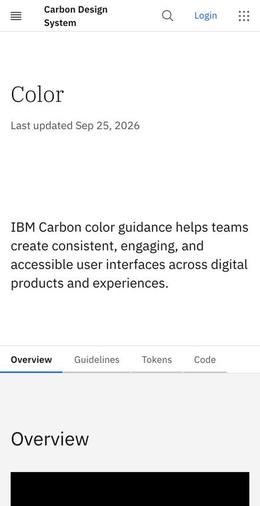 Carbon Design
System
Login
Color
Last updated Sep 25, 2026
IBM Carbon color guidance helps teams
create consistent, engaging, and
accessible user interfaces across digital
products and experiences.
Overview Guidelines Tokens Code
Overview